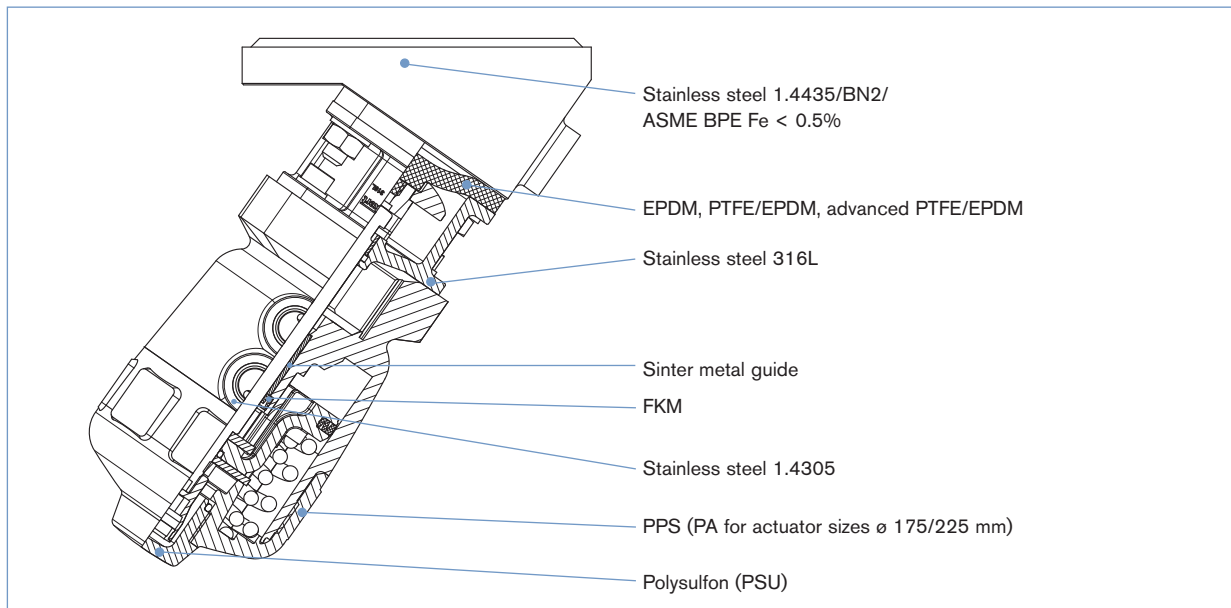 Stainless steel 1.4435/BN2/
ASME BPE Fe < 0.5%
EPDM, PTFE/EPDM, advanced PTFE/EPDM
Stainless steel 316L
Sinter metal guide
FKM
Stainless steel 1.4305
PPS (PA for actuator sizes ø 175/225 mm)
Polysulfon (PSU)